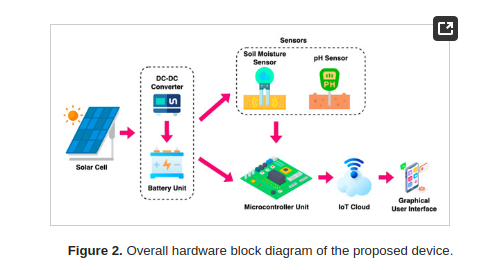 Sensors
Soil Moisture
Sensor
pH Sensor
PH
DC-DC
Converter
Solar Cell
Battery Unit
Microcontroller Unit
IoT Cloud
Graphical
User Interface
Figure 2. Overall hardware block diagram of the proposed device.